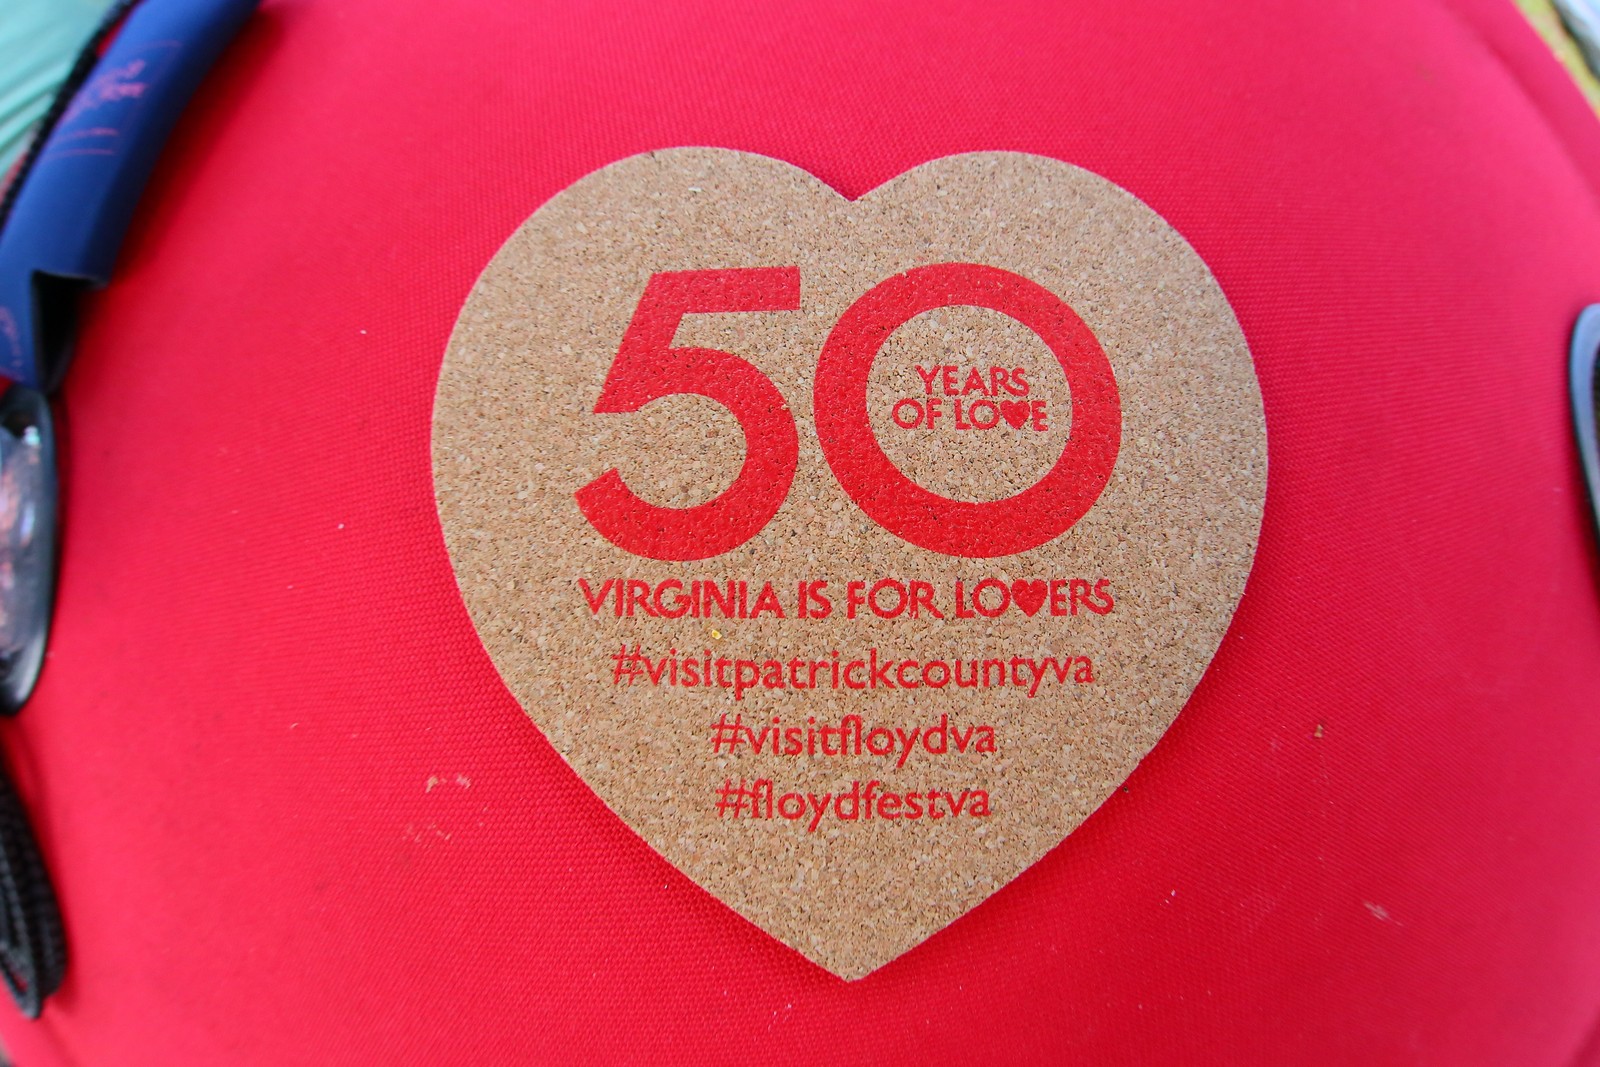 50
YEARS
OF LOVE
VIRGINIA IS FOR LOVERS
#visitpatrickcountyva
#visitfloydva
#floydfestva